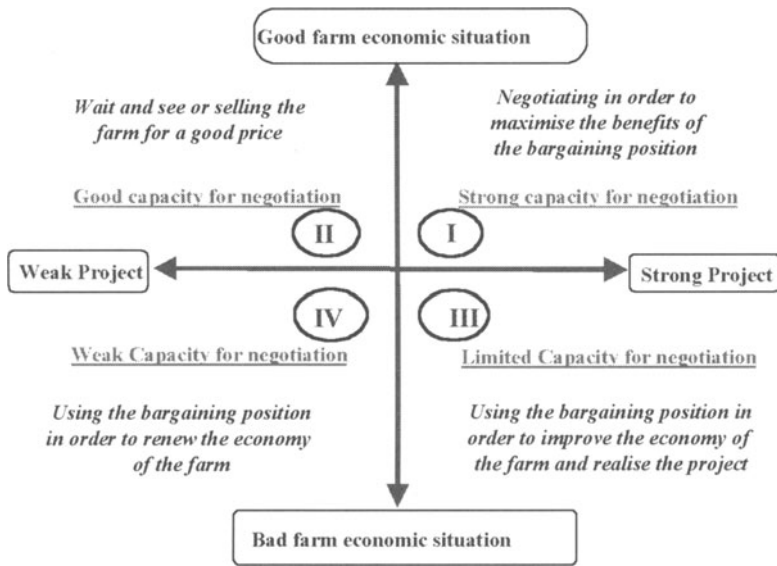 Good farm economic situation
Wait and see or selling the
farm for a good price
Negotiating in order to
maximise the benefits of
the bargaining position
Good capacity for negotiation
Strong capacity for negotiation
II
I
Weak Project
Strong Project
IV
III
Weak Capacity for negotiation
Limited Capacity for negotiation
Using the bargaining position
in order to renew the economy
of the farm
Using the bargaining position in
order to improve the economy of
the farm and realise the project
Bad farm economic situation